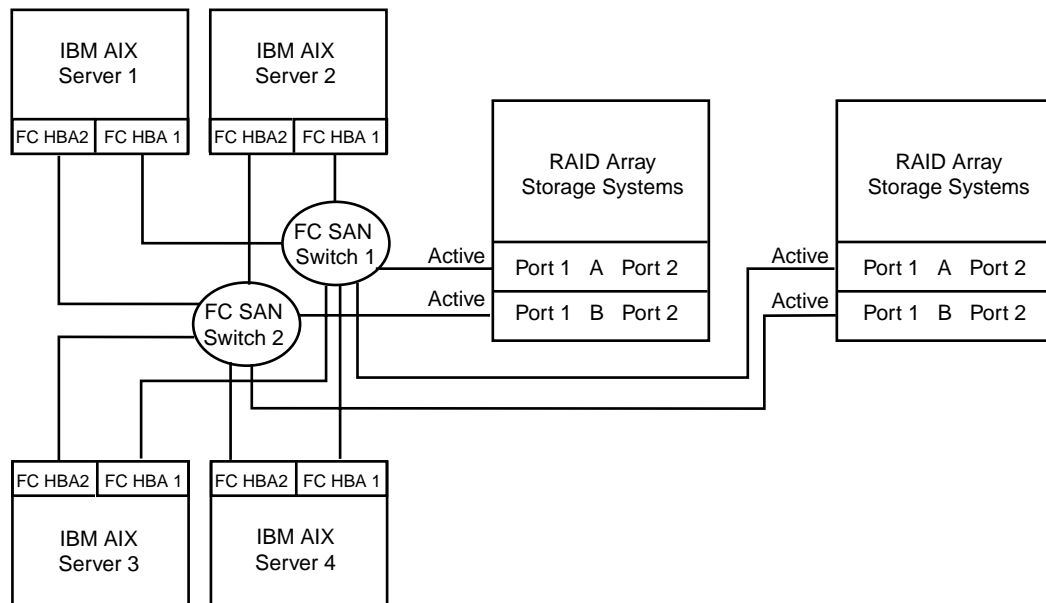 IBM AIX
Server 1
FC HBA2
FC HBA 1
IBM AIX
Server 2
FC HBA2
FC HBA 1
RAID Array
Storage Systems
Port 1 A Port 2
Port 1 B Port 2
RAID Array
Storage Systems
Port 1 A Port 2
Port 1 B Port 2
FC SAN
Switch 1
Active
Active
Active
Active
FC SAN
Switch 2
FC HBA2
FC HBA 1
IBM AIX
Server 3
FC HBA2
FC HBA 1
IBM AIX
Server 4